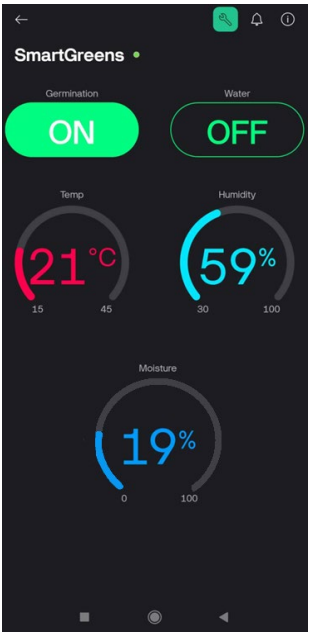 SmartGreens
Germination
Water
ON
OFF
Temp
Humidity
21°C
59%
15
45
30
100
Moisture
19%
0
100